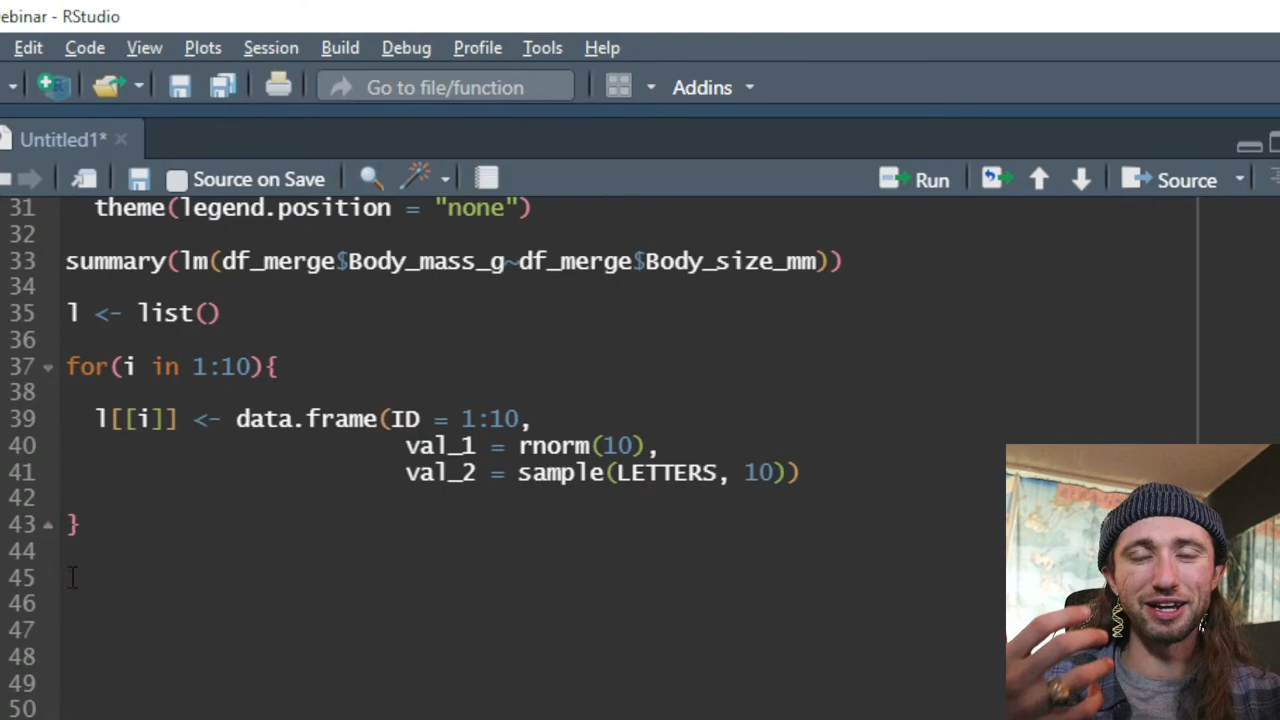 ebinar - RStudio
Edit Code View Plots Session Build Debug Profile Tools Help
Go to file/function Addins
Untitled1*
Source on Save Run Source
31 theme(legend.position = "none")
32
33 summary(lm(df_merge$Body_mass_g~df_merge$Body_size_mm))
34
35 l <- list()
36
37 for(i in 1:10){
38
39 l[[i]] <- data.frame(ID = 1:10,
40 val_1 = rnorm(10),
41 val_2 = sample(LETTERS, 10))
42
43 }
44
45
46
47
48
49
50